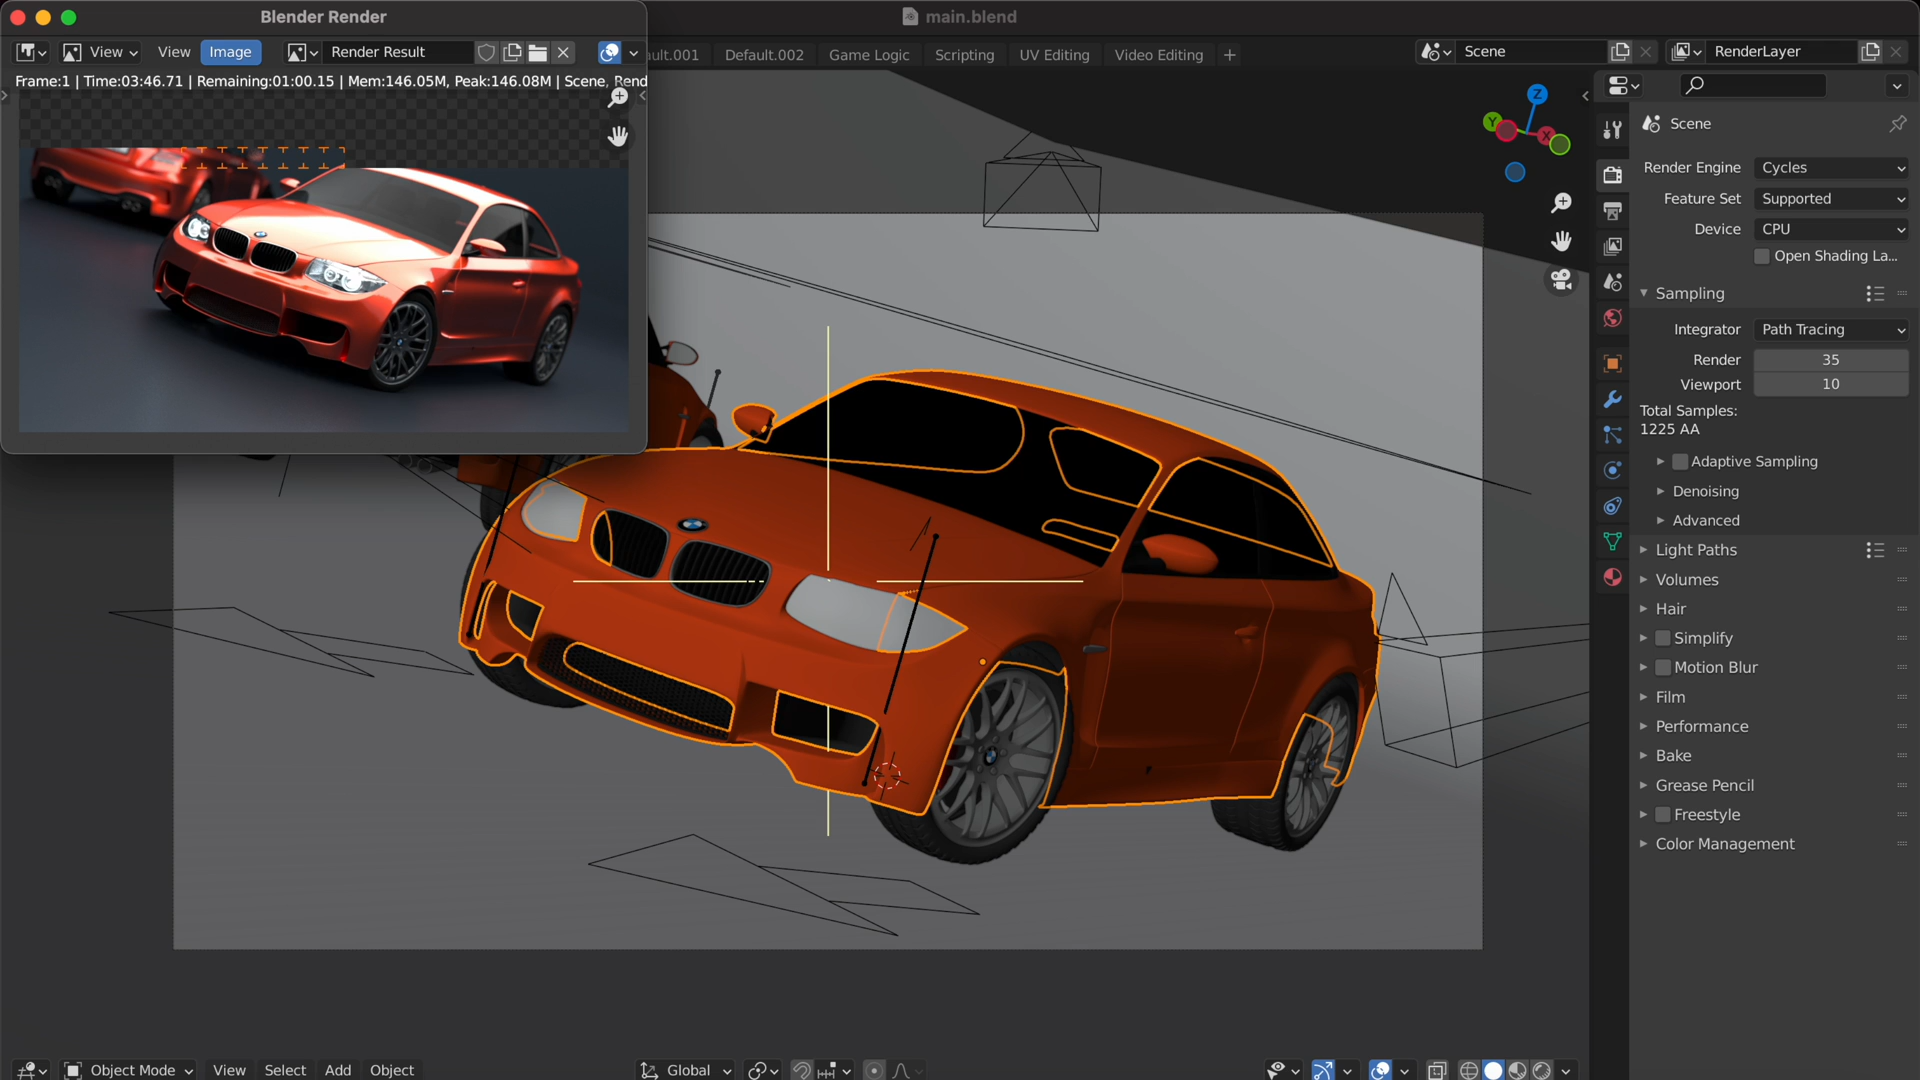 Blender Render
main.blend
View
View
Image
Render Result
Default.002
Game Logic
Scripting
UV Editing
Video Editing
Scene
RenderLayer
Frame:1 | Time:03:46.71 | Remaining:01:00.15 | Mem:146.05M, Peak:146.08M | Scene, Rend
Z
Y
X
Scene
Render Engine Cycles
Feature Set Supported
Device CPU
Open Shading La...
Sampling
Integrator Path Tracing
Render 35
Viewport 10
Total Samples:
1225 AA
Adaptive Sampling
Denoising
Advanced
Light Paths
Volumes
Hair
Simplify
Motion Blur
Film
Performance
Bake
Grease Pencil
Freestyle
Color Management
Object Mode
View
Select
Add
Object
Global